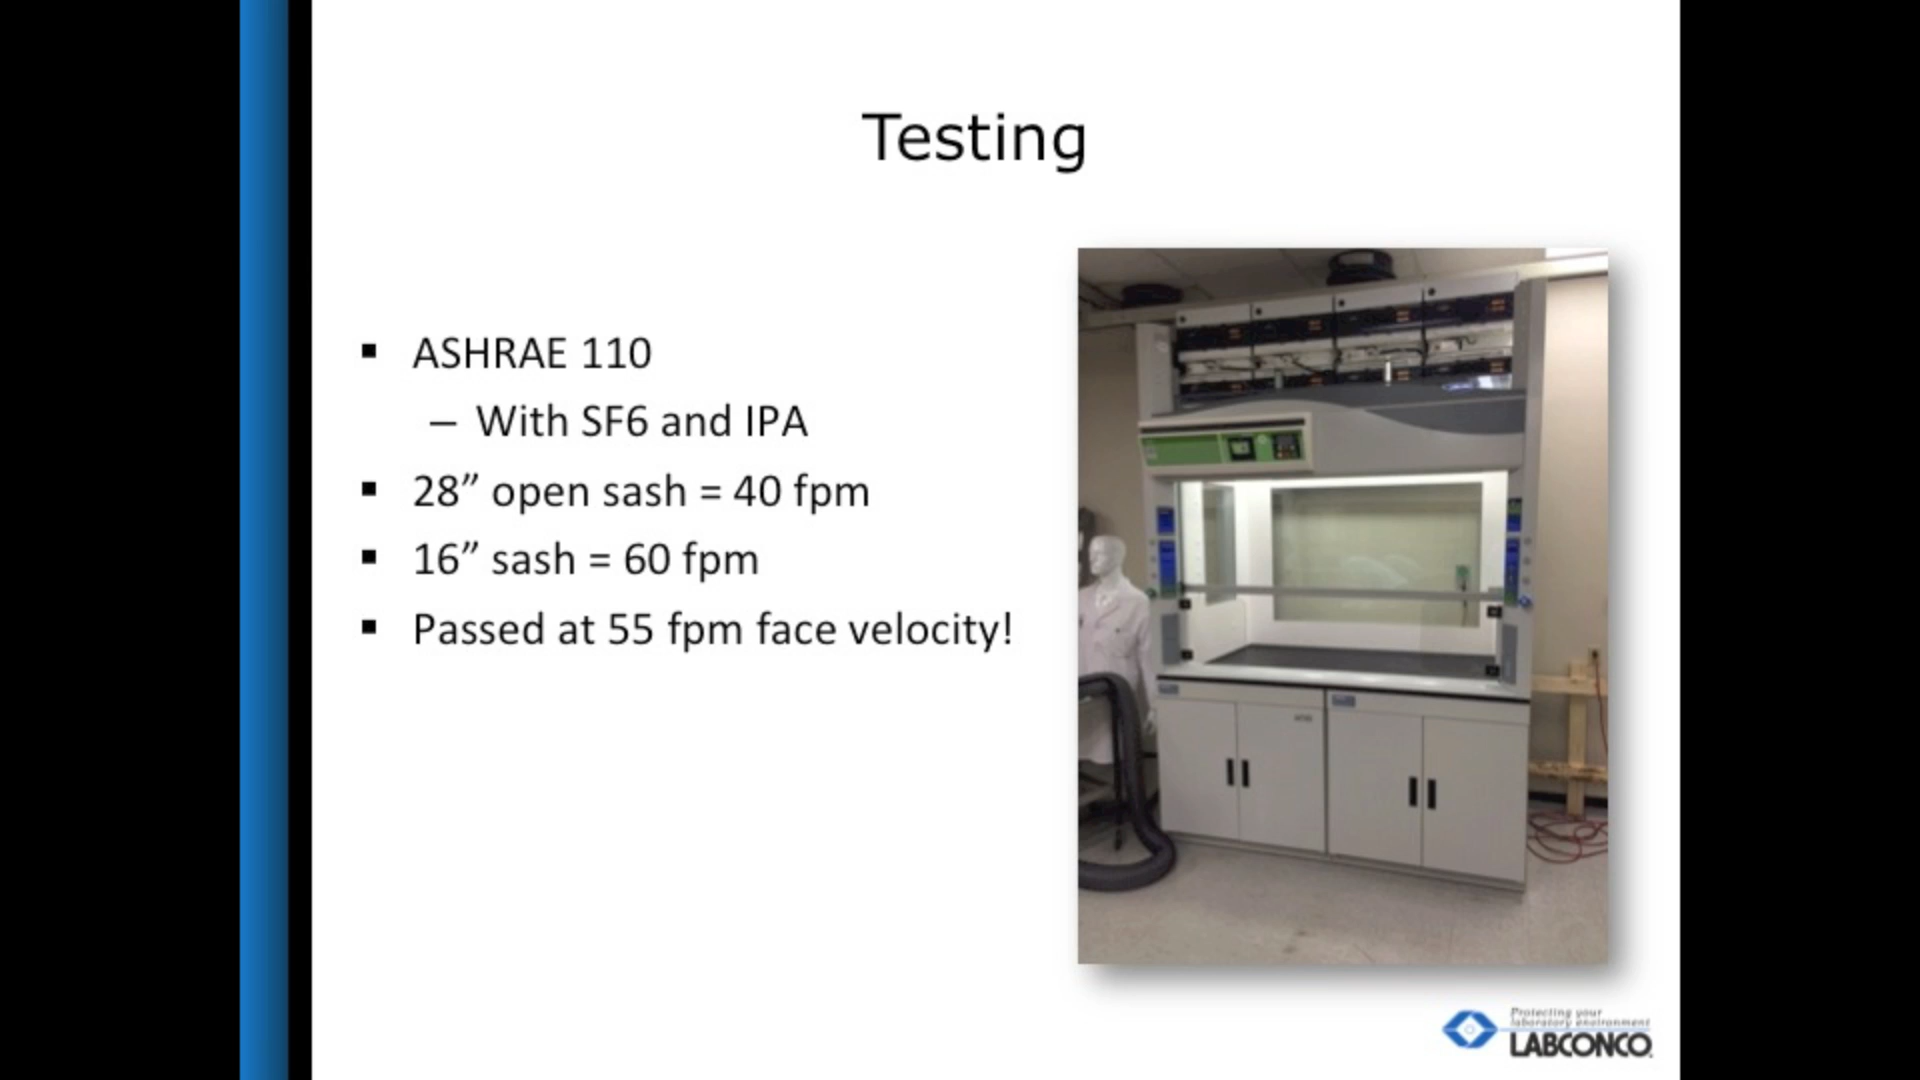 Testing
ASHRAE 110
– With SF6 and IPA
28” open sash = 40 fpm
16” sash = 60 fpm
Passed at 55 fpm face velocity!
Protecting your
laboratory environment
LABCONCO